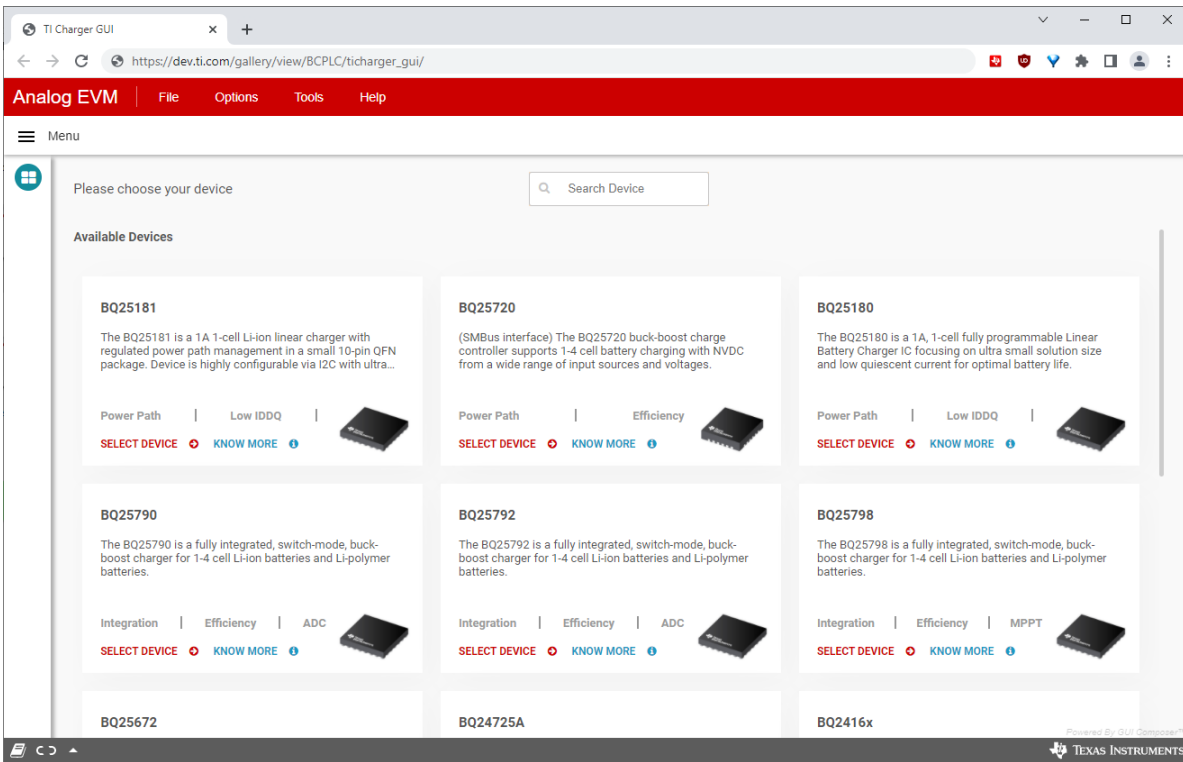 TI Charger GUI
https://dev.ti.com/gallery/view/BCPLC/ticharger_gui/
Analog EVM | File Options Tools Help
Menu
Please choose your device
Search Device
Available Devices
BQ25181
The BQ25181 is a 1A 1-cell Li-ion linear charger with
regulated power path management in a small 10-pin QFN
package. Device is highly configurable via I2C with ultra...
Power Path | Low IDDQ |
SELECT DEVICE KNOW MORE
BQ25720
(SMBus interface) The BQ25720 buck-boost charge
controller supports 1-4 cell battery charging with NVDC
from a wide range of input sources and voltages.
Power Path | Efficiency
SELECT DEVICE KNOW MORE
BQ25180
The BQ25180 is a 1A, 1-cell fully programmable Linear
Battery Charger IC focusing on ultra small solution size
and low quiescent current for optimal battery life.
Power Path | Low IDDQ |
SELECT DEVICE KNOW MORE
BQ25790
The BQ25790 is a fully integrated, switch-mode, buck-
boost charger for 1-4 cell Li-ion batteries and Li-polymer
batteries.
Integration | Efficiency | ADC
SELECT DEVICE KNOW MORE
BQ25792
The BQ25792 is a fully integrated, switch-mode, buck-
boost charger for 1-4 cell Li-ion batteries and Li-polymer
batteries.
Integration | Efficiency | ADC
SELECT DEVICE KNOW MORE
BQ25798
The BQ25798 is a fully integrated, switch-mode, buck-
boost charger for 1-4 cell Li-ion batteries and Li-polymer
batteries.
Integration | Efficiency | MPPT
SELECT DEVICE KNOW MORE
BQ25672
BQ24725A
BQ2416x
Powered By GUI Composer™
TEXAS INSTRUMENTS